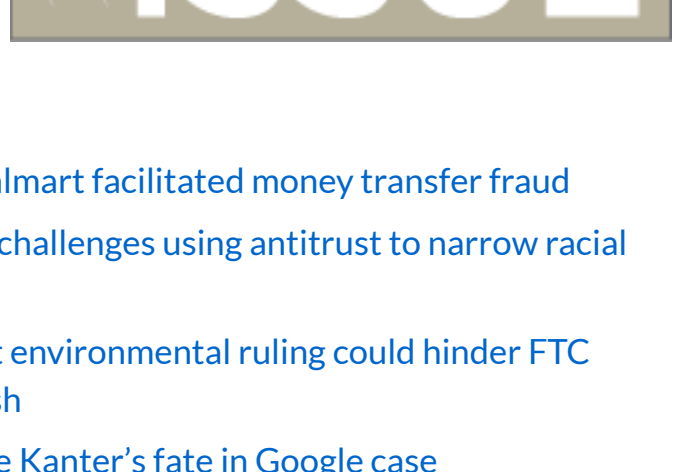 lmart facilitated money transfer fraud
challenges using antitrust to narrow racial
environmental ruling could hinder FTC
sh
Kanter's fate in Google case